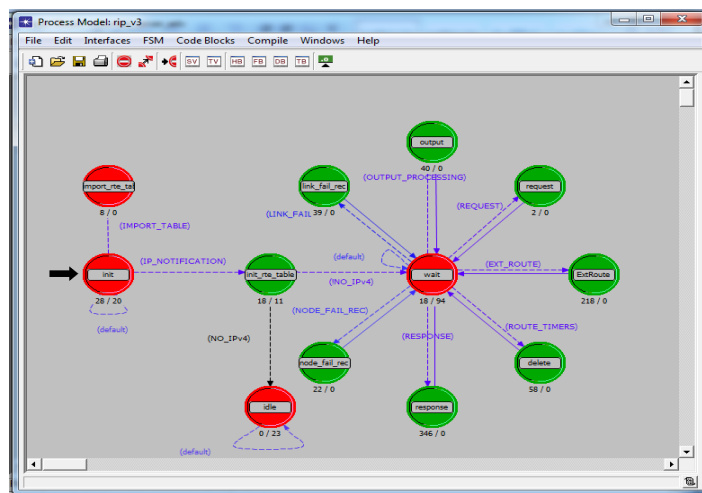 Process Model: rip_v3
File Edit Interfaces FSM Code Blocks Compile Windows Help
SV TV HB FB DB TB
output
40 / 0
import_rte_tab
8 / 0
link_fail_rec
39 / 0
(OUTPUT_PROCESSING)
request
2 / 0
(REQUEST)
(LINK_FAIL
(IMPORT_TABLE)
(IP_NOTIFICATION)
(default)
(EXT_ROUTE)
init
28 / 20
init_rte_table
18 / 11
wait
18 / 94
ExtRoute
218 / 0
(NO_IPv4)
(default)
(NODE_FAIL_REC)
(ROUTE_TIMERS)
(NO_IPv4)
(RESPONSE)
node_fail_rec
22 / 0
delete
58 / 0
idle
0 / 23
response
346 / 0
(default)